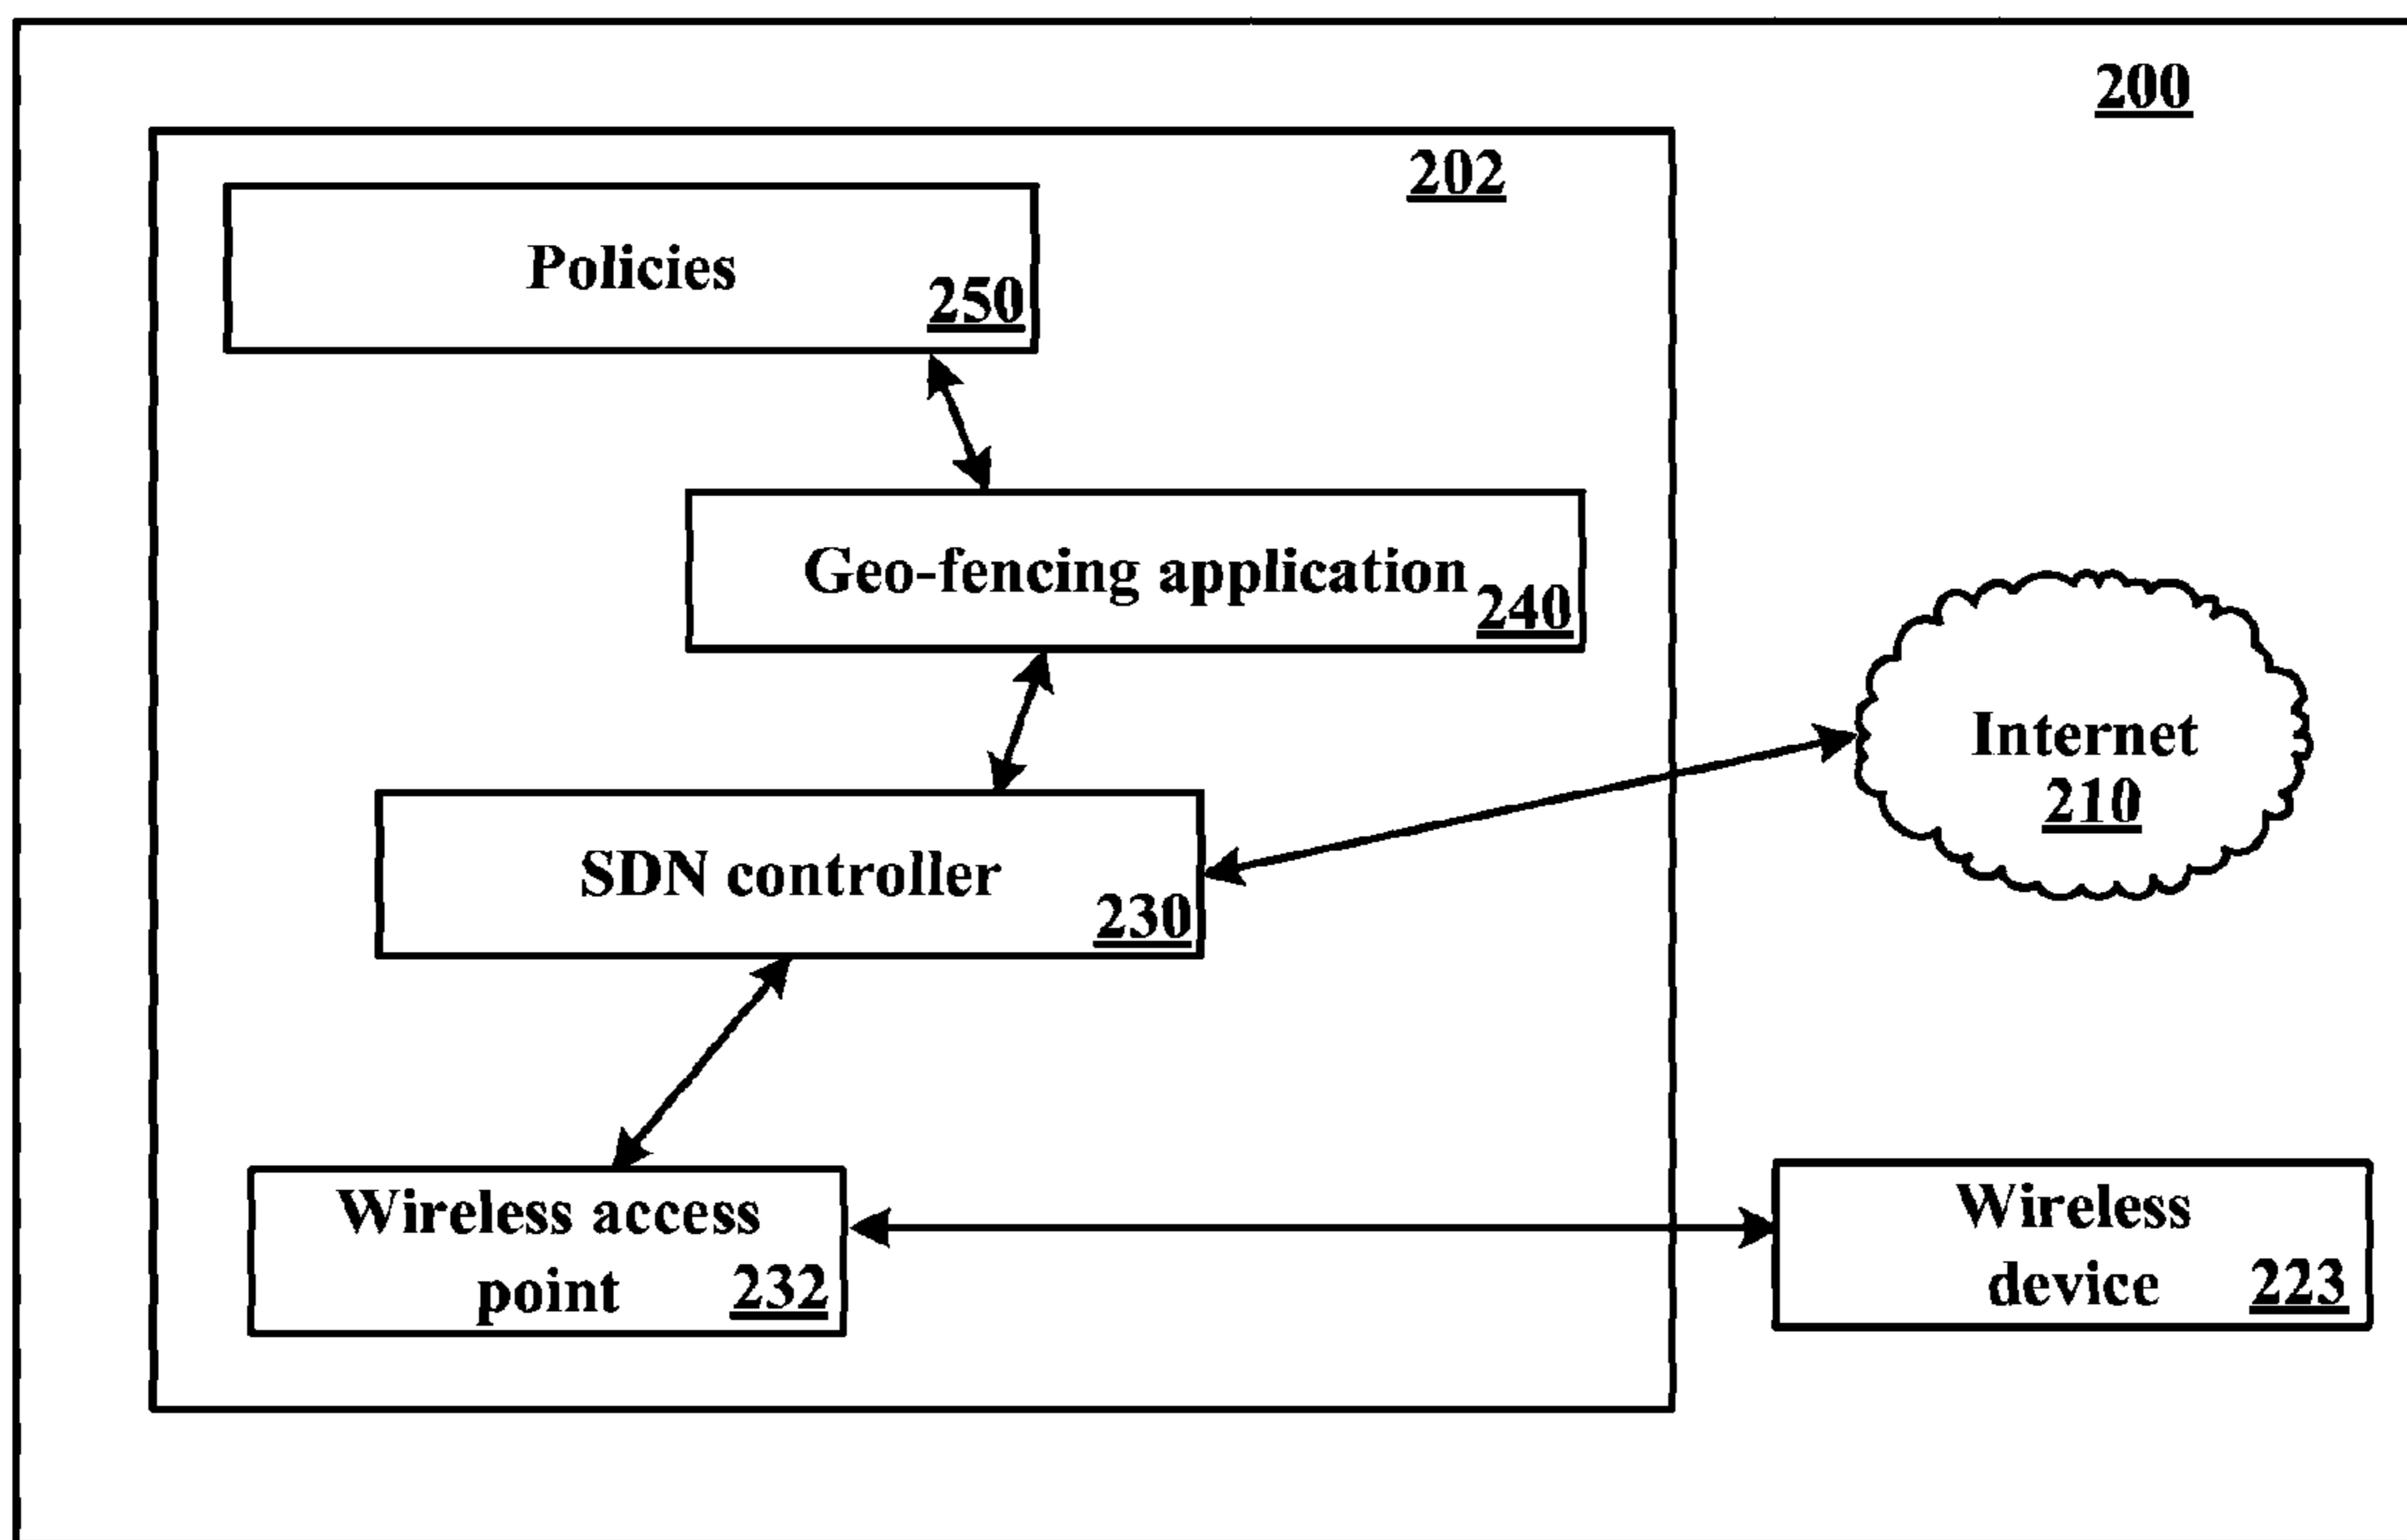 200
202
Policies
250
Geo-fencing application
240
Internet
210
SDN controller
230
Wireless access
point 232
Wireless
device 223